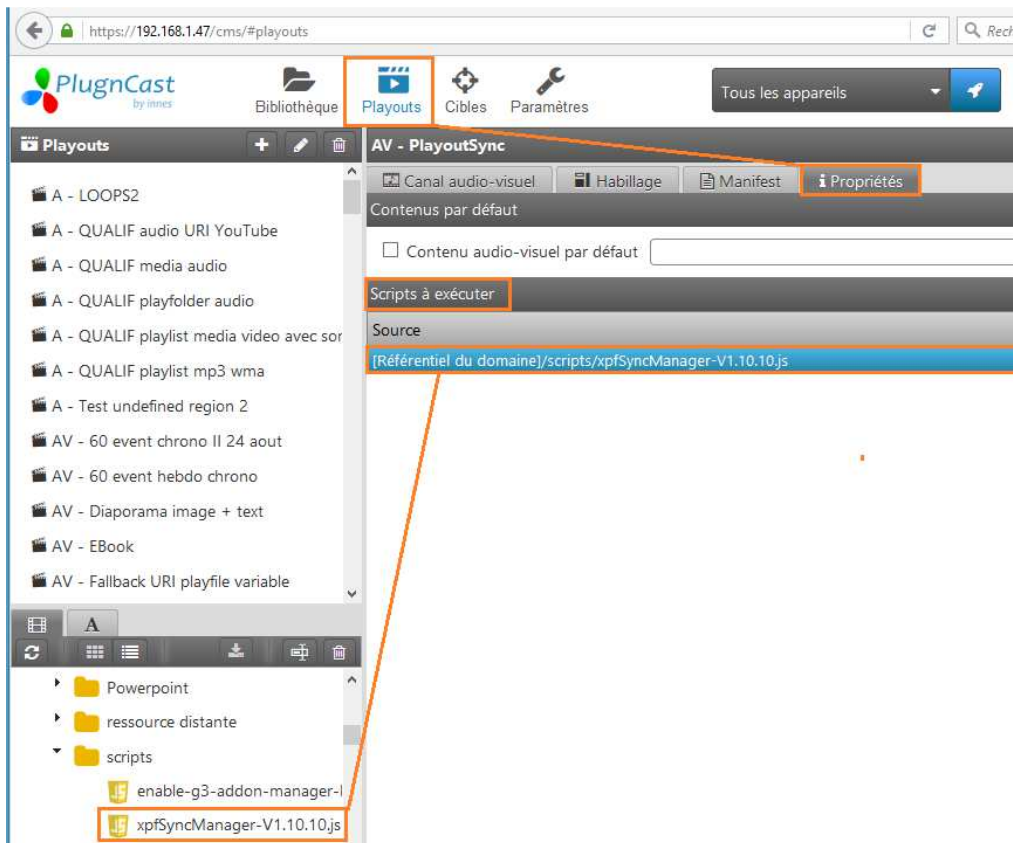 https://192.168.1.47/cms/#playouts
Rech
PlugnCast
by innes
Bibliothèque
Playouts
Cibles
Paramètres
Tous les appareils
Playouts
AV - PlayoutSync
Canal audio-visuel
Habillage
Manifest
Propriétés
Contenus par défaut
Contenu audio-visuel par défaut
Scripts à exécuter
Source
[Référentiel du domaine]/scripts/xpfSyncManager-V1.10.10.js
A - LOOPS2
A - QUALIF audio URI YouTube
A - QUALIF media audio
A - QUALIF playfolder audio
A - QUALIF playlist media video avec sor
A - QUALIF playlist mp3 wma
A - Test undefined region 2
AV - 60 event chrono II 24 aout
AV - 60 event hebdo chrono
AV - Diaporama image + text
AV - EBook
AV - Fallback URI playfile variable
A
Powerpoint
ressource distante
scripts
enable-g3-addon-manager-
xpfSyncManager-V1.10.10.js